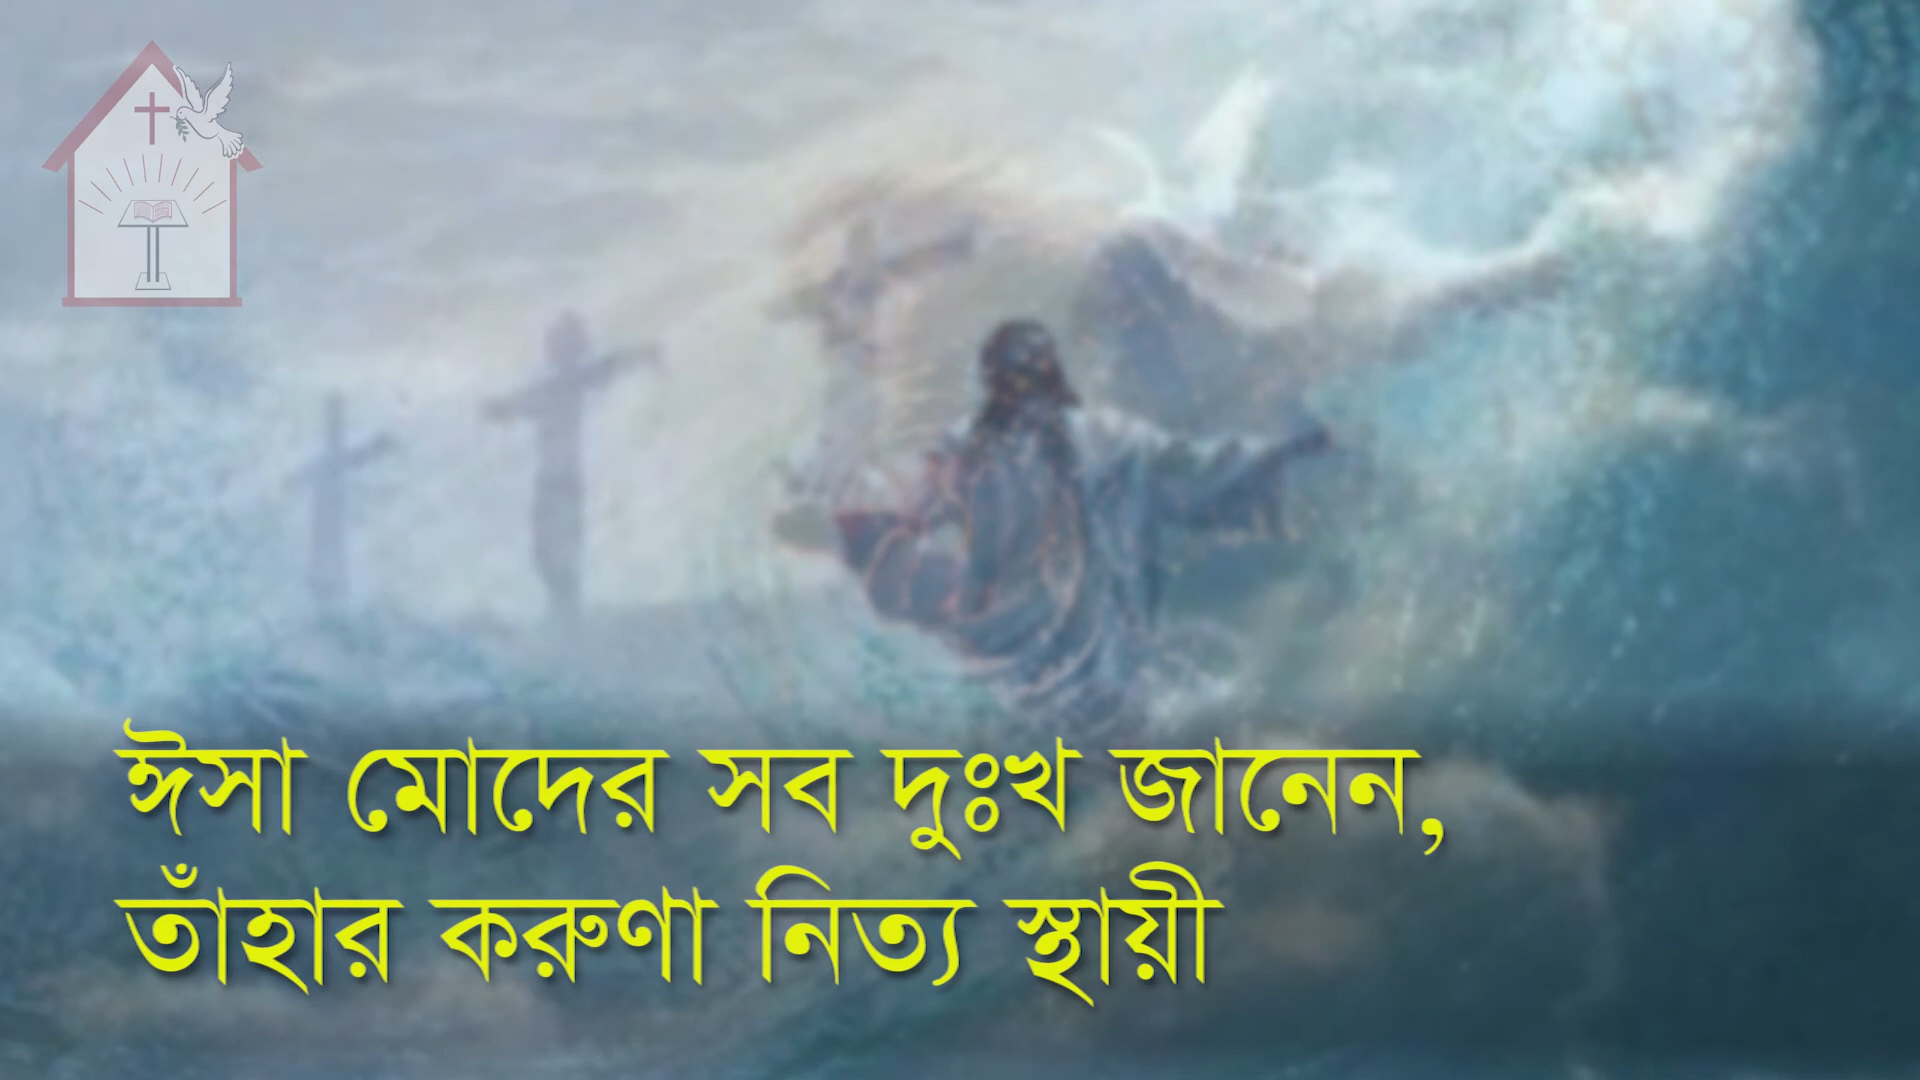 ঈসা মোদের সব দুঃখ জানেন,
তাঁহার করুণা নিত্য স্থায়ী